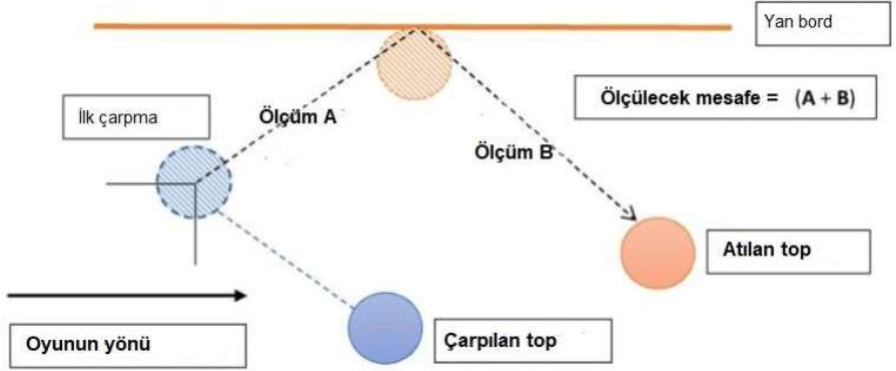 Yan bord
Ölçülecek mesafe = (A + B)
İlk çarpma
Ölçüm A
Ölçüm B
Atılan top
Oyunun yönü
Çarpılan top